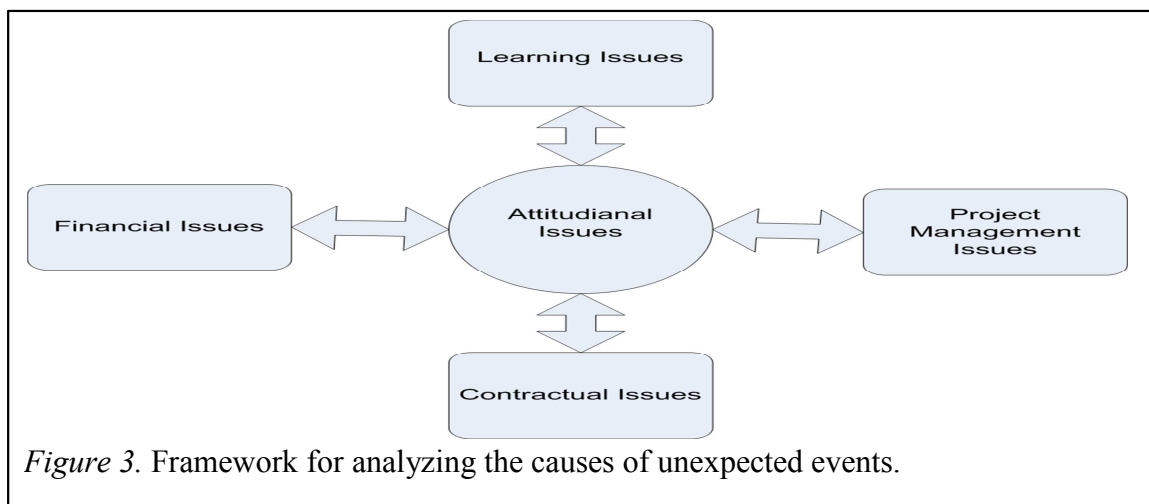 Learning Issues
Financial Issues
Attitudianal
Issues
Project
Management
Issues
Contractual Issues
Figure 3. Framework for analyzing the causes of unexpected events.